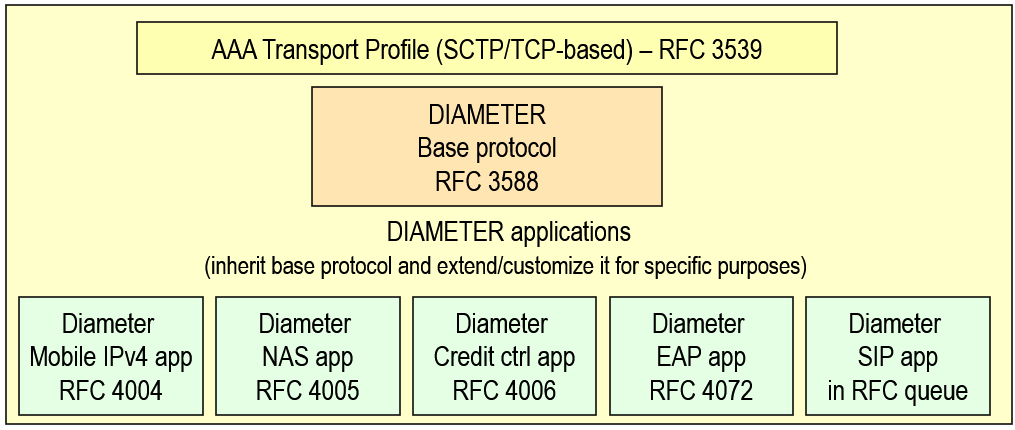 AAA Transport Profile (SCTP/TCP-based) – RFC 3539
DIAMETER
Base protocol
RFC 3588
DIAMETER applications
(inherit base protocol and extend/customize it for specific purposes)
Diameter
Mobile IPv4 app
RFC 4004
Diameter
NAS app
RFC 4005
Diameter
Credit ctrl app
RFC 4006
Diameter
EAP app
RFC 4072
Diameter
SIP app
in RFC queue